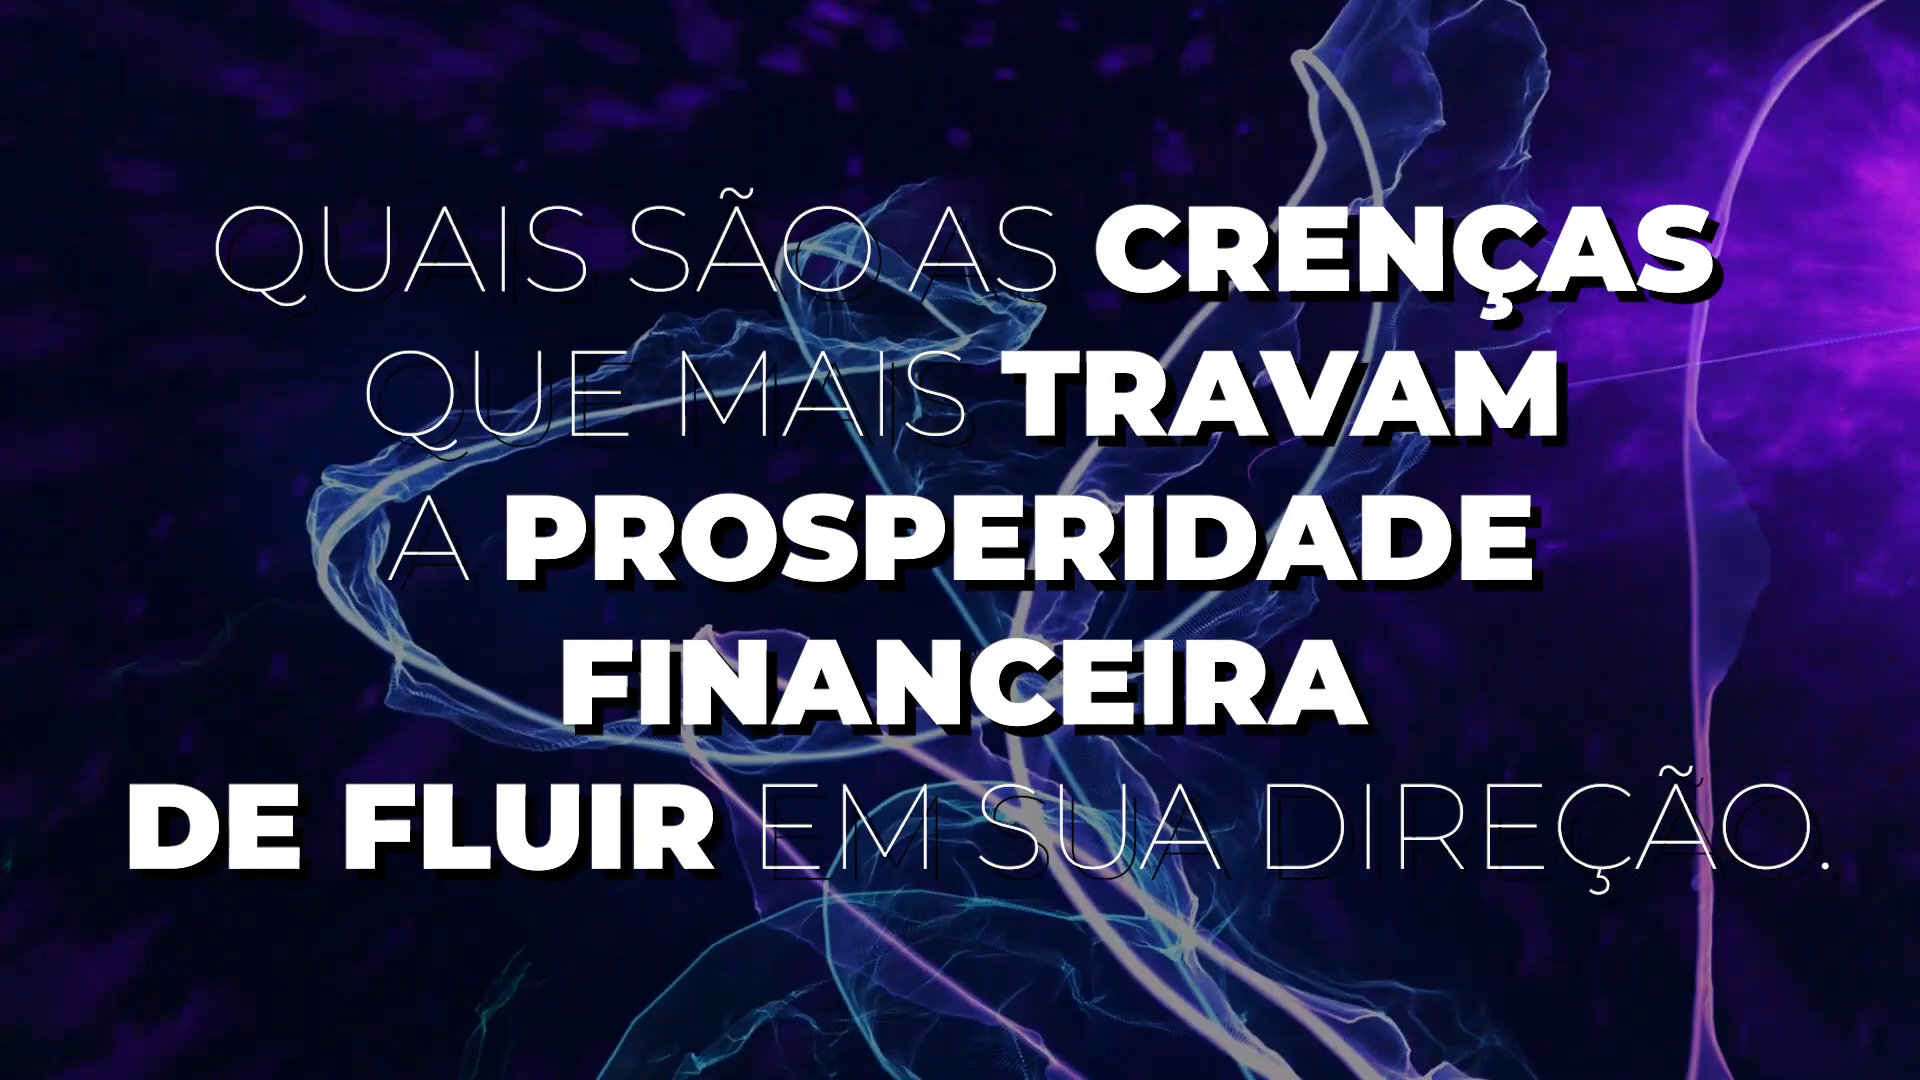 QUAIS SÃO AS CRENÇAS
QUE MAIS TRAVAM
A PROSPERIDADE
FINANCEIRA
DE FLUIR EM SUA DIREÇÃO.